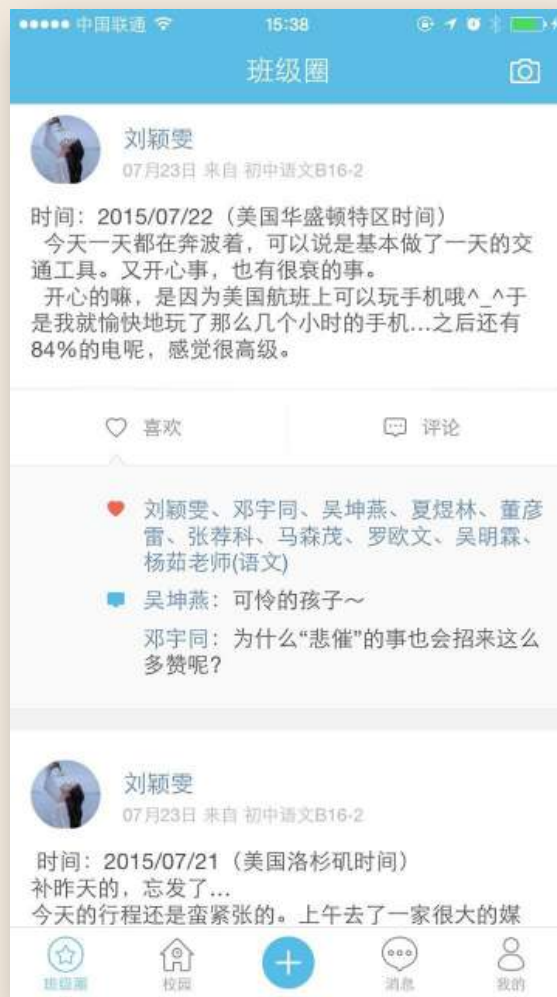 中国联通
15:38
班级圈
刘颖雯
07月23日 来自 初中语文B16-2
时间：2015/07/22（美国华盛顿特区时间）
今天一天都在奔波着，可以说是基本做了一天的交
通工具。又开心事，也有很衰的事。
开心的嘛，是因为美国航班上可以玩手机哦^_^于
是我就愉快地玩了那么几个小时的手机...之后还有
84%的电呢，感觉很高级。
喜欢
评论
刘颖雯、邓宇同、吴坤燕、夏煜林、董彦
雷、张荐科、马森茂、罗欧文、吴明霖、
杨茹老师(语文)
吴坤燕：可怜的孩子～
邓宇同：为什么“悲催”的事也会招来这么
多赞呢?
刘颖雯
07月23日 来自 初中语文B16-2
时间：2015/07/21（美国洛杉矶时间）
补昨天的，忘发了...
今天的行程还是蛮紧张的。上午去了一家很大的媒
班级圈
校园
消息
我的